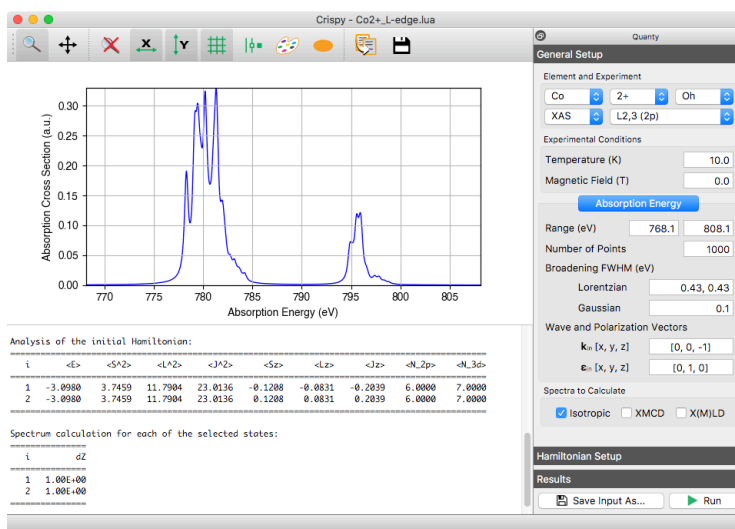 Crispy - Co2+_L-edge.lua
X
Y
0.30
0.25
0.20
0.15
0.10
0.05
0.00
Absorption Cross Section (a.u.)
770 775 780 785 790 795 800 805
Absorption Energy (eV)
Analysis of the initial Hamiltonian:
i <E> <S^2> <L^2> <J^2> <Sz> <Lz> <Jz> <N_2p> <N_3d>
1 -3.0980 3.7459 11.7904 23.0136 -0.1208 -0.0831 -0.2039 6.0000 7.0000
2 -3.0980 3.7459 11.7904 23.0136 0.1208 0.0831 0.2039 6.0000 7.0000
Spectrum calculation for each of the selected states:
i dZ
1 1.00E+00
2 1.00E+00
Quanty
General Setup
Element and Experiment
Co 2+ Oh
XAS L2,3 (2p)
Experimental Conditions
Temperature (K) 10.0
Magnetic Field (T) 0.0
Absorption Energy
Range (eV) 768.1 808.1
Number of Points 1000
Broadening FWHM (eV)
Lorentzian 0.43, 0.43
Gaussian 0.1
Wave and Polarization Vectors
kin [x, y, z] [0, 0, -1]
εin [x, y, z] [0, 1, 0]
Spectra to Calculate
Isotropic XMCD X(M)LD
Hamiltonian Setup
Results
Save Input As... Run